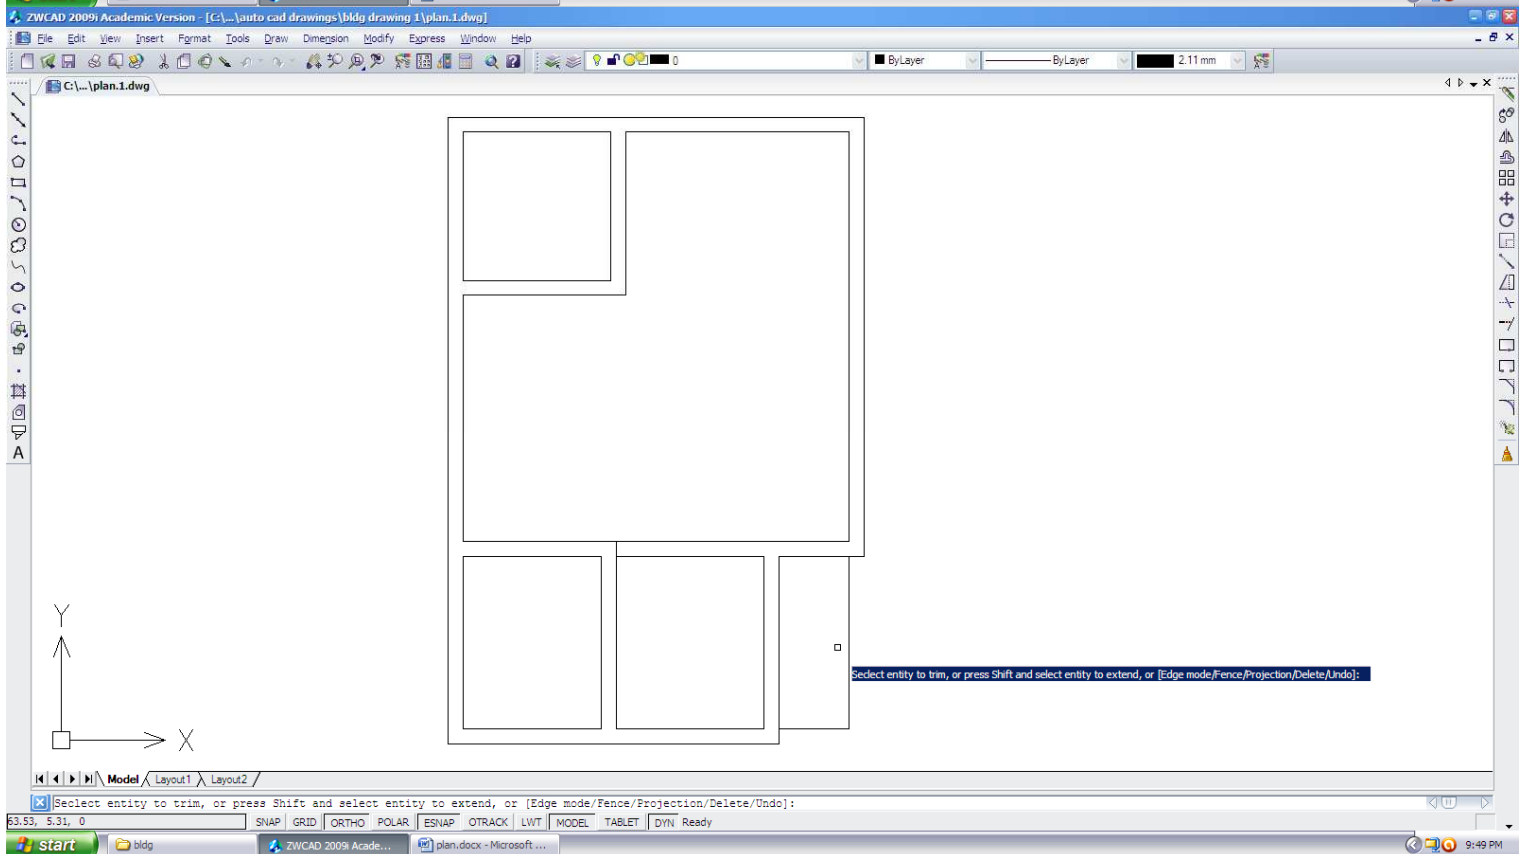 ZWCAD 2009i Academic Version - [C:\...\auto cad drawings\bldg drawing 1\plan.1.dwg]
File Edit View Insert Format Tools Draw Dimension Modify Express Window Help
0 ByLayer ByLayer 2.11 mm
C:\...\plan.1.dwg
A
Y
Seclect entity to trim, or press Shift and select entity to extend, or [Edge mode/Fence/Projection/Delete/Undo]:
X
Model Layout1 Layout2
Seclect entity to trim, or press Shift and select entity to extend, or [Edge mode/Fence/Projection/Delete/Undo]:
63.53, 5.31, 0 SNAP GRID ORTHO POLAR ESNAP OTRACK LWT MODEL TABLET DYN Ready
start bldg ZWCAD 2009i Acade... plan.docx - Microsoft ... 9:49 PM